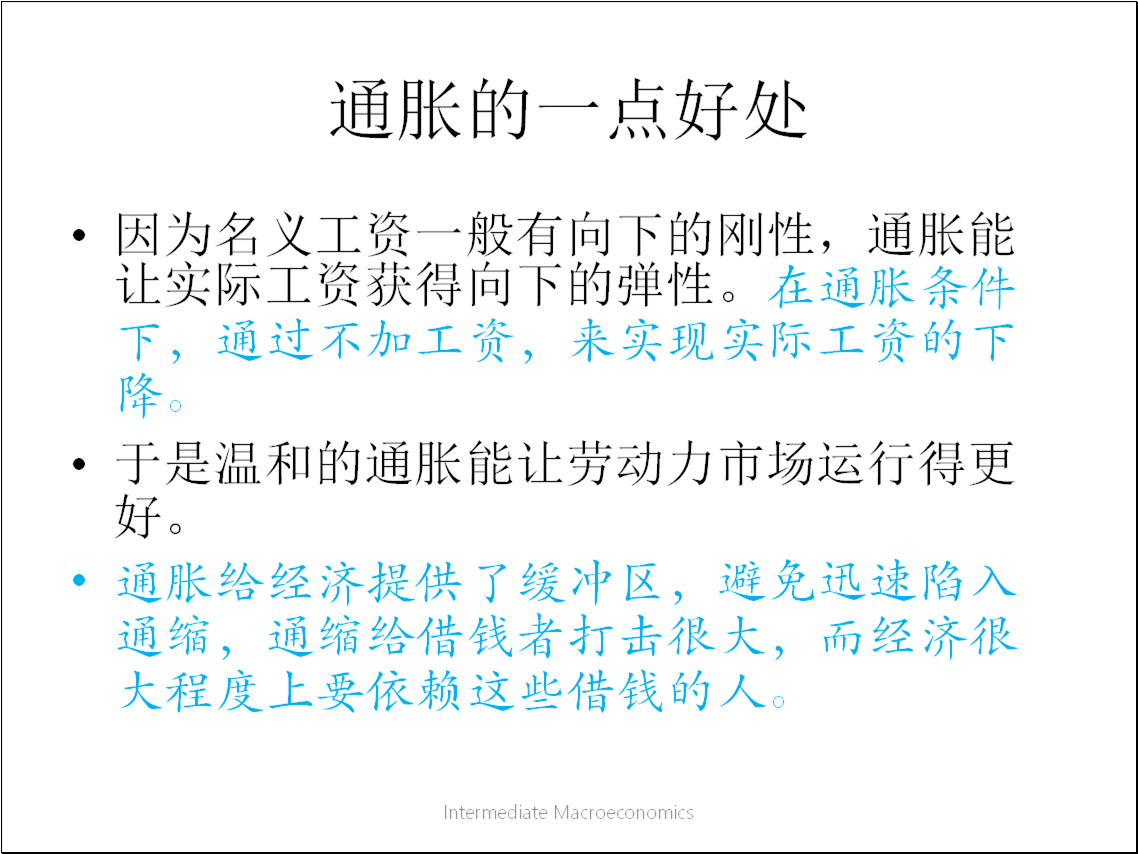 通胀的一点好处
• 因为名义工资一般有向下的刚性，通胀能
让实际工资获得向下的弹性。在通胀条件
下，通过不加工资，来实现实际工资的下
降。
• 于是温和的通胀能让劳动力市场运行得更
好。
• 通胀给经济提供了缓冲区，避免迅速陷入
通缩，通缩给借钱者打击很大，而经济很
大程度上要依赖这些借钱的人。
Intermediate Macroeconomics